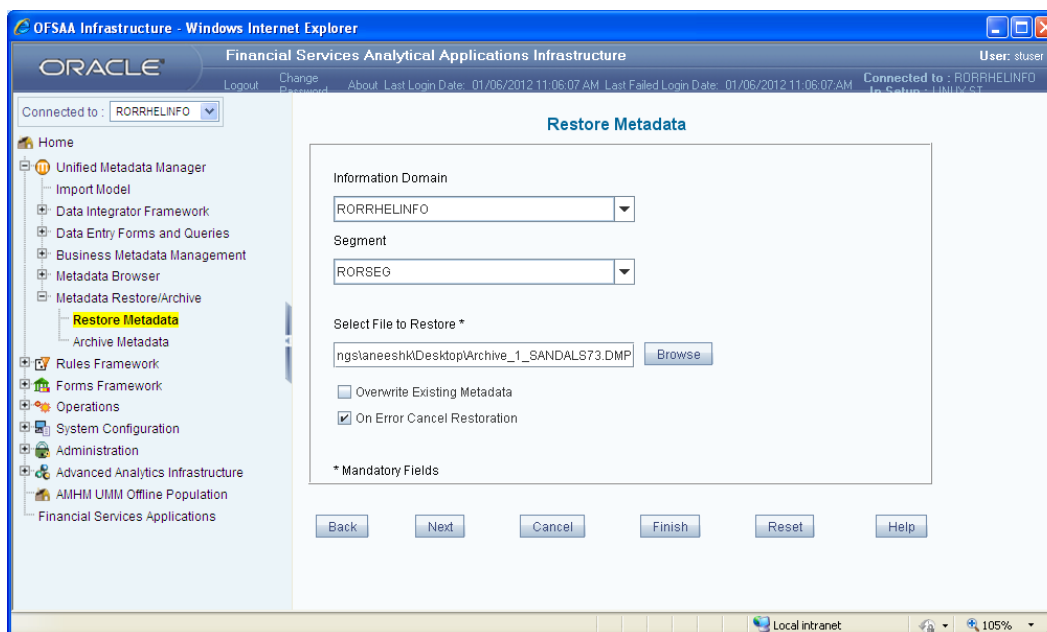 OFSAA Infrastructure - Windows Internet Explorer
ORACLE
Financial Services Analytical Applications Infrastructure
User: stuser
Logout Change Password About Last Login Date: 01/06/2012 11:06:07 AM Last Failed Login Date: 01/06/2012 11:06:07AM Connected to : RORRHELINFO
In Setup : LINUX ST
Connected to : RORRHELINFO
Home
Unified Metadata Manager
Import Model
Data Integrator Framework
Data Entry Forms and Queries
Business Metadata Management
Metadata Browser
Metadata Restore/Archive
Restore Metadata
Archive Metadata
Rules Framework
Forms Framework
Operations
System Configuration
Administration
Advanced Analytics Infrastructure
AMHM UMM Offline Population
Financial Services Applications
Restore Metadata
Information Domain
RORRHELINFO
Segment
RORSEG
Select File to Restore *
ngs\aneeshk\Desktop\Archive_1_SANDALS73.DMP Browse
Overwrite Existing Metadata
On Error Cancel Restoration
* Mandatory Fields
Back Next Cancel Finish Reset Help
Local intranet 105%